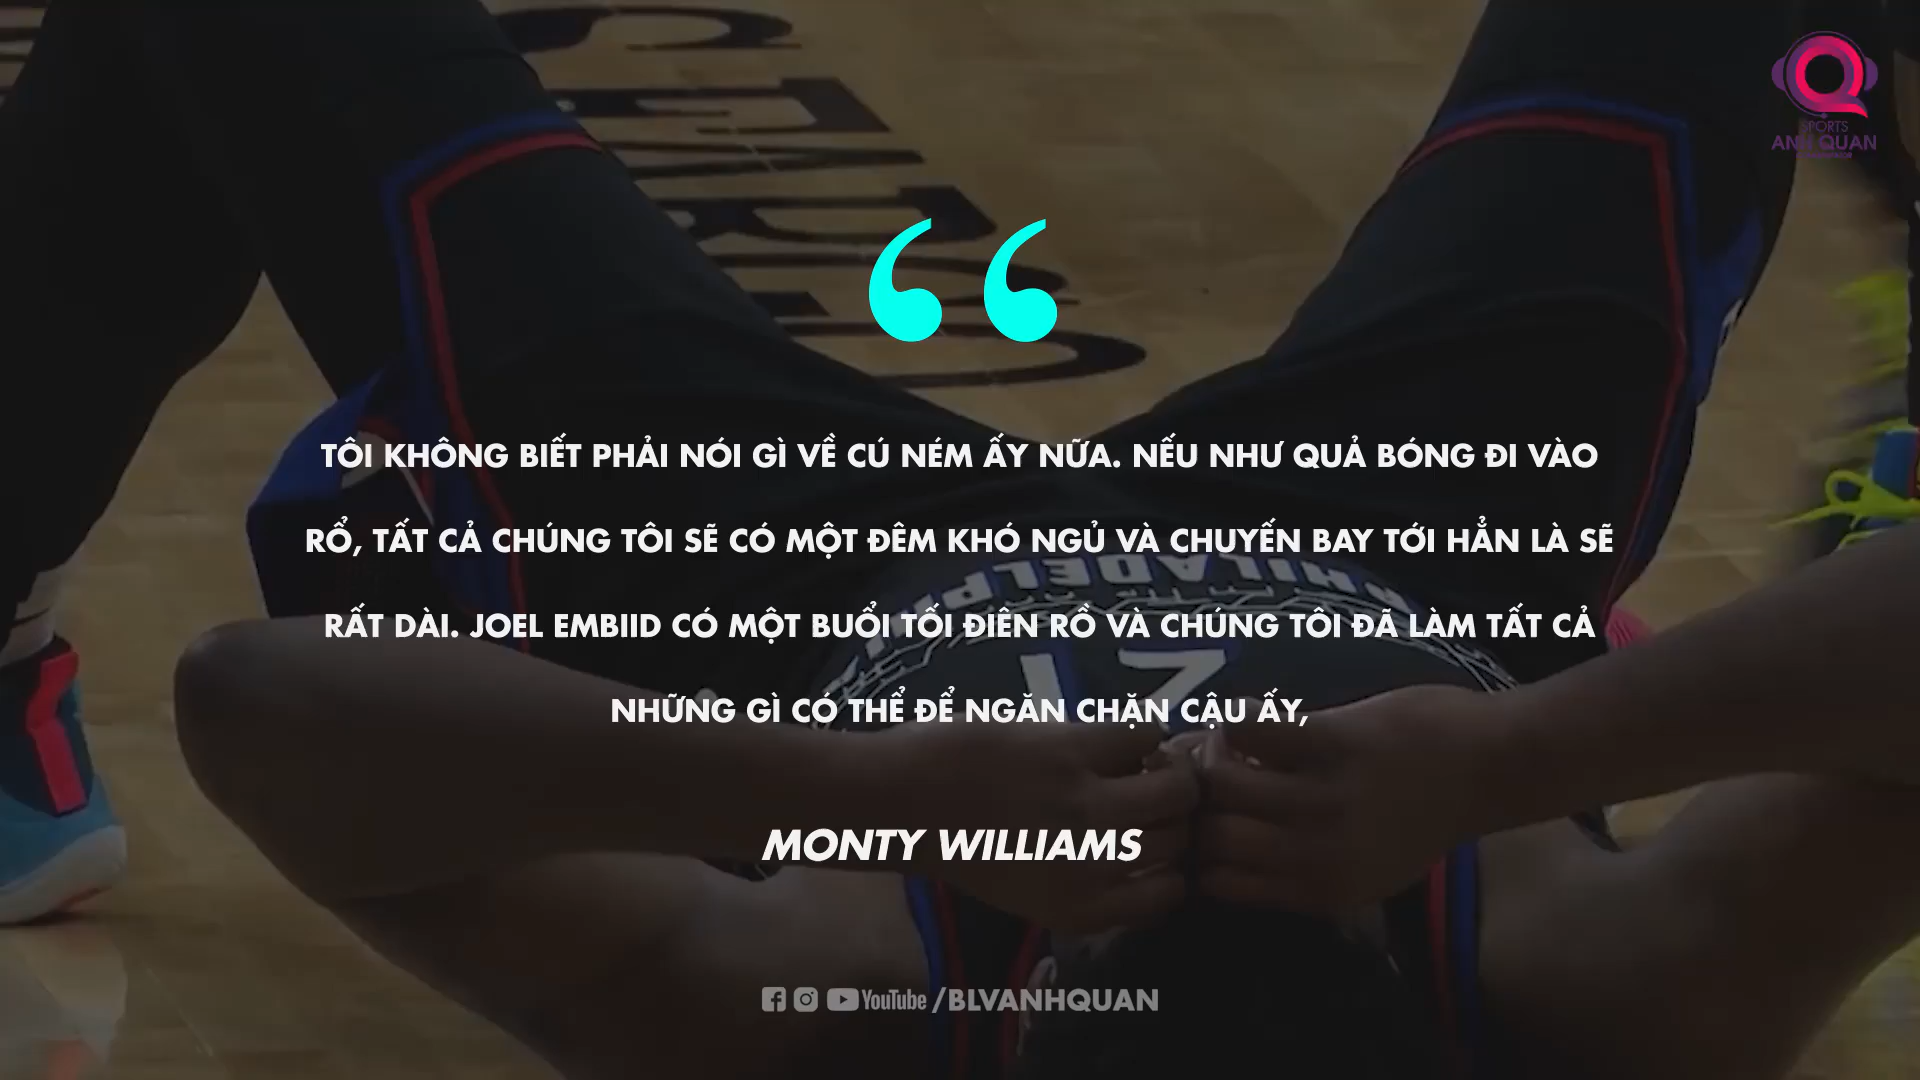 SPORTS
ANH QUAN
TÔI KHÔNG BIẾT PHẢI NÓI GÌ VỀ CÚ NÉM ẤY NỮA. NẾU NHƯ QUẢ BÓNG ĐI VÀO
RỔ, TẤT CẢ CHÚNG TÔI SẼ CÓ MỘT ĐÊM KHÓ NGỦ VÀ CHUYẾN BAY TỚI HẲN LÀ SẼ
RẤT DÀI. JOEL EMBIID CÓ MỘT BUỔI TỐI ĐIÊN RỒ VÀ CHÚNG TÔI ĐÃ LÀM TẤT CẢ
NHỮNG GÌ CÓ THỂ ĐỂ NGĂN CHẶN CẬU ẤY,
PHILADELPHI
21
MONTY WILLIAMS
YouTube /BLVANHQUAN